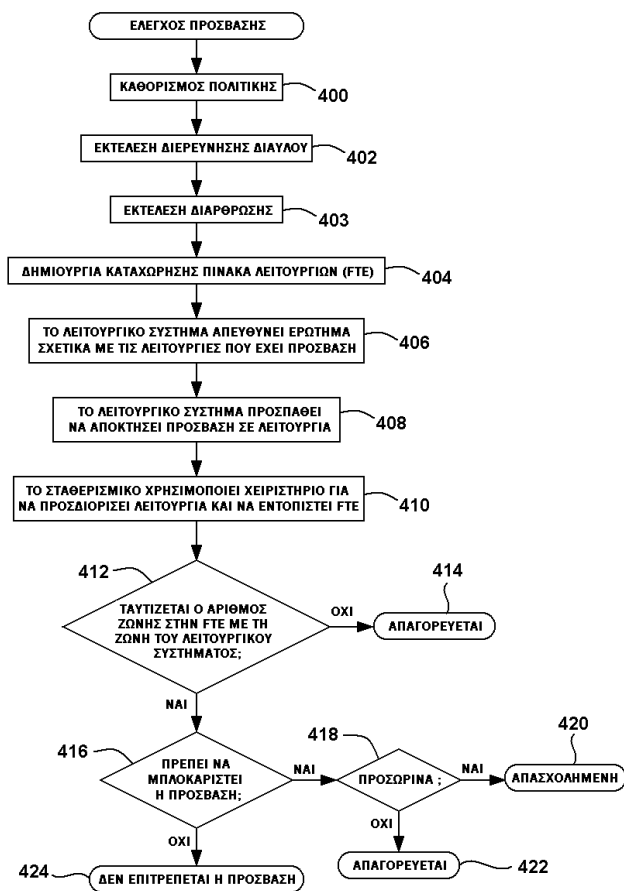 ΕΛΕΓΧΟΣ ΠΡΟΣΒΑΣΗΣ
ΚΑΘΟΡΙΣΜΟΣ ΠΟΛΙΤΙΚΗΣ
400
ΕΚΤΕΛΕΣΗ ΔΙΕΡΕΥΝΗΣΗΣ ΔΙΑΥΛΟΥ
402
ΕΚΤΕΛΕΣΗ ΔΙΑΡΘΡΩΣΗΣ
403
ΔΗΜΙΟΥΡΓΙΑ ΚΑΤΑΧΩΡΗΣΗΣ ΠΙΝΑΚΑ ΛΕΙΤΟΥΡΓΙΩΝ (FTE)
404
ΤΟ ΛΕΙΤΟΥΡΓΙΚΟ ΣΥΣΤΗΜΑ ΑΠΕΥΘΥΝΕΙ ΕΡΩΤΗΜΑ
ΣΧΕΤΙΚΑ ΜΕ ΤΙΣ ΛΕΙΤΟΥΡΓΙΕΣ ΠΟΥ ΕΧΕΙ ΠΡΟΣΒΑΣΗ
406
ΤΟ ΛΕΙΤΟΥΡΓΙΚΟ ΣΥΣΤΗΜΑ ΠΡΟΣΠΑΘΕΙ
ΝΑ ΑΠΟΚΤΗΣΕΙ ΠΡΟΣΒΑΣΗ ΣΕ ΛΕΙΤΟΥΡΓΙΑ
408
ΤΟ ΣΤΑΘΕΡΙΣΜΙΚΟ ΧΡΗΣΙΜΟΠΟΙΕΙ ΧΕΙΡΙΣΤΗΡΙΟ ΓΙΑ
ΝΑ ΠΡΟΣΔΙΟΡΙΣΕΙ ΛΕΙΤΟΥΡΓΙΑ ΚΑΙ ΝΑ ΕΝΤΟΠΙΣΤΕΙ FTE
410
412
ΤΑΥΤΙΖΕΤΑΙ Ο ΑΡΙΘΜΟΣ
ΖΩΝΗΣ ΣΤΗΝ FTE ΜΕ ΤΗ
ΖΩΝΗ ΤΟΥ ΛΕΙΤΟΥΡΓΙΚΟΥ
ΣΥΣΤΗΜΑΤΟΣ;
ΟΧΙ
414
ΑΠΑΓΟΡΕΥΕΤΑΙ
ΝΑΙ
416
ΠΡΕΠΕΙ ΝΑ
ΜΠΛΟΚΑΡΙΣΤΕΙ
Η ΠΡΟΣΒΑΣΗ;
ΝΑΙ
418
ΠΡΟΣΩΡΙΝΑ ;
ΝΑΙ
420
ΑΠΑΣΧΟΛΗΜΕΝΗ
ΟΧΙ
ΟΧΙ
424
ΔΕΝ ΕΠΙΤΡΕΠΕΤΑΙ Η ΠΡΟΣΒΑΣΗ
ΑΠΑΓΟΡΕΥΕΤΑΙ
422